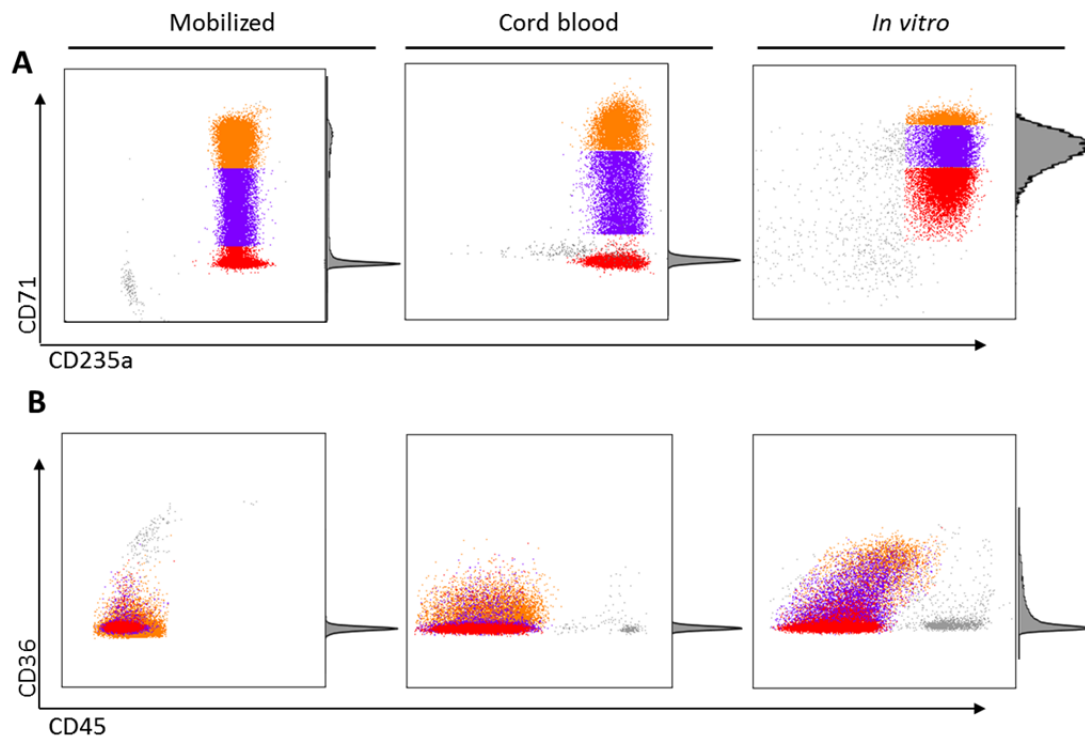 Mobilized
Cord blood
In vitro
A
CD71
CD235a
B
CD36
CD45